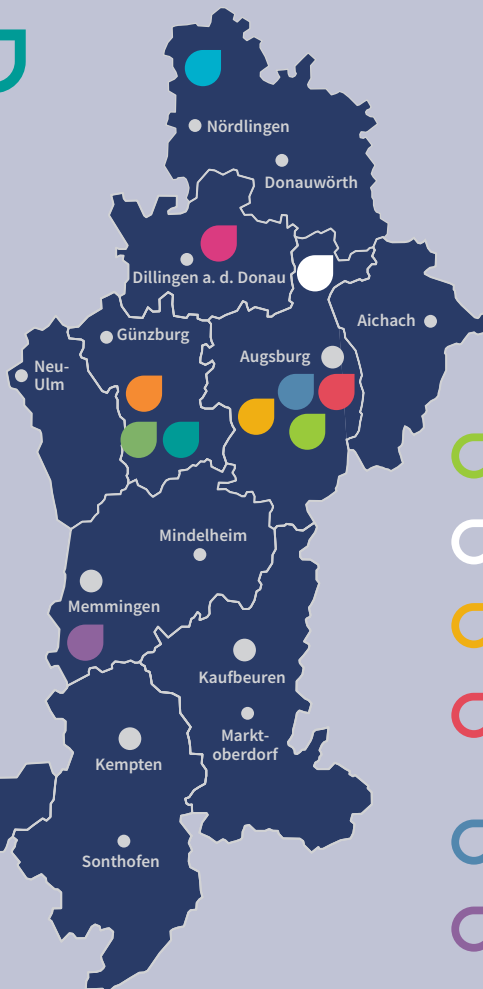 Nördlingen
Donauwörth
Dillingen a. d. Donau
Günzburg
Aichach
Augsburg
Neu-
Ulm
Mindelheim
Memmingen
Kaufbeuren
Markt-
oberdorf
Kempten
Sonthofen